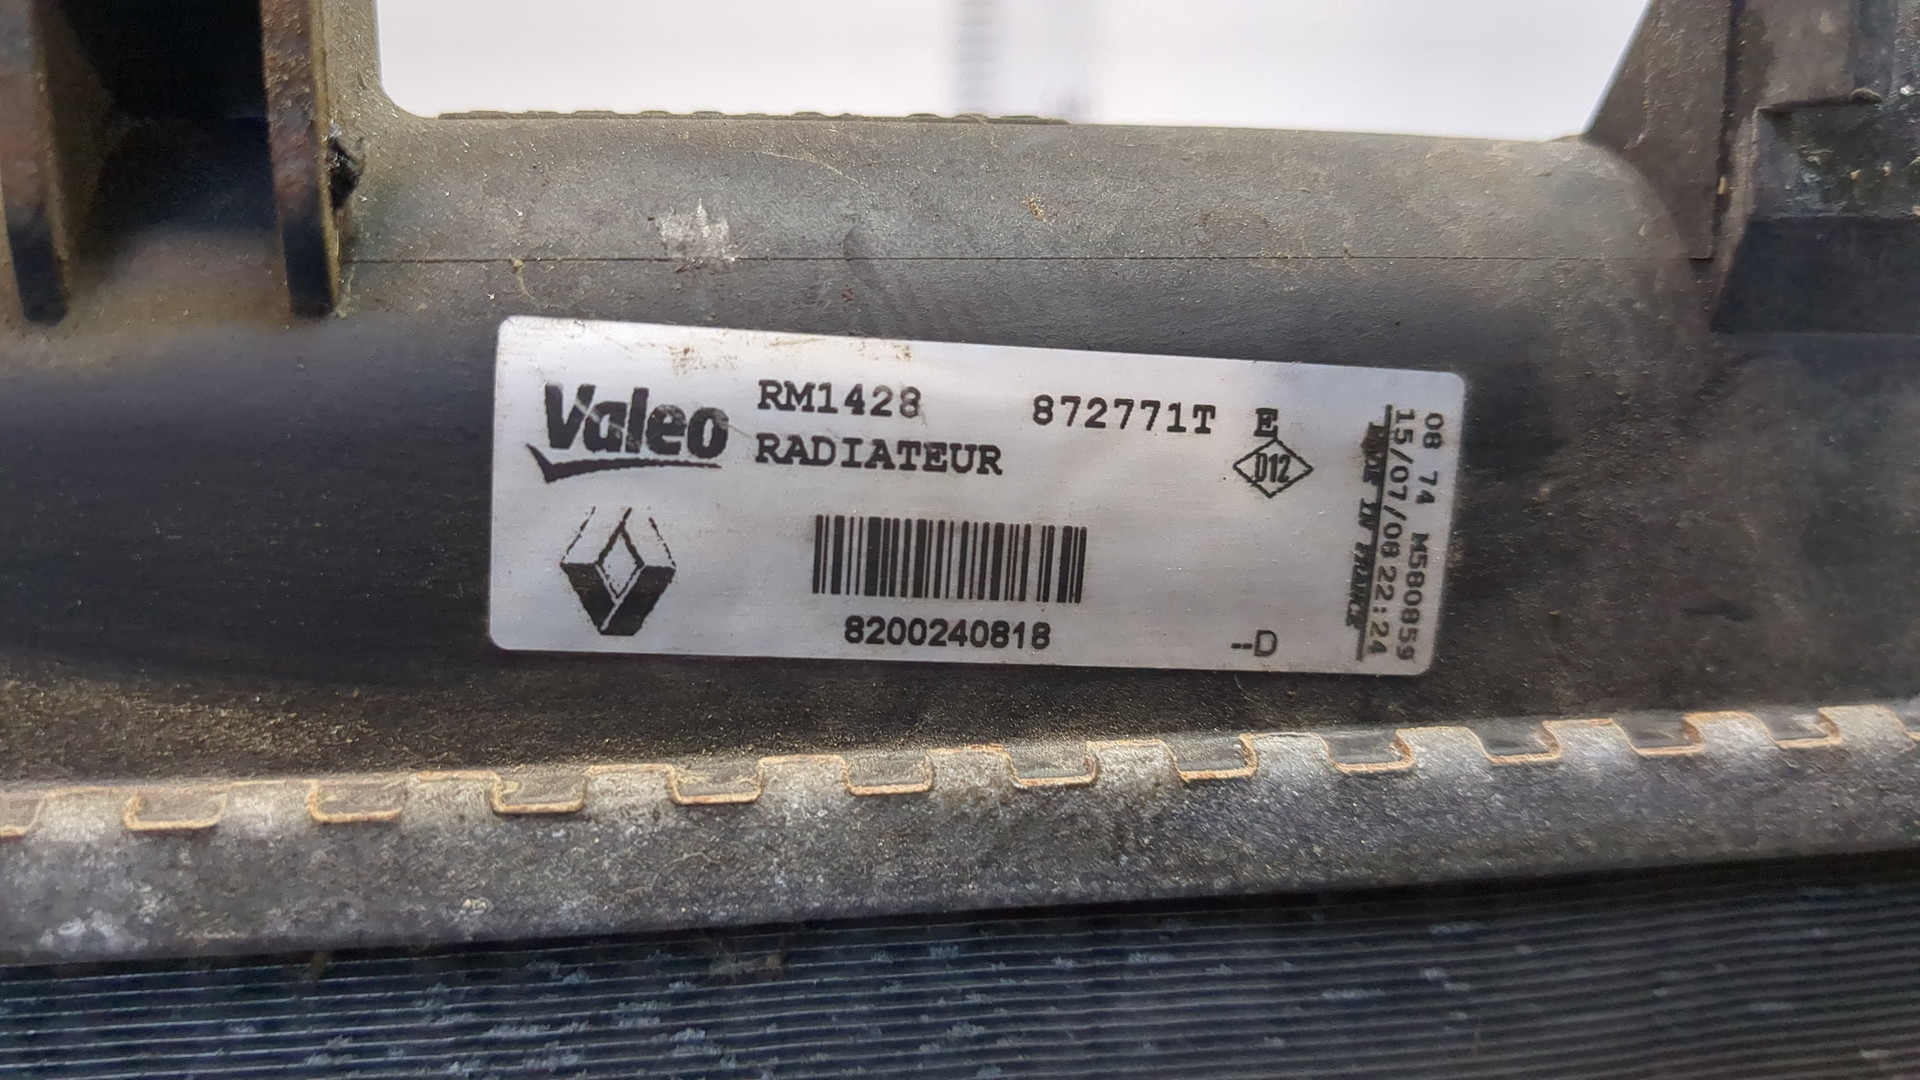 Valeo
RM1428 872771T E
RADIATEUR
D12
8200240818
--D
08 74 M580859
15/07/08 22:24
MADE IN FRANCE